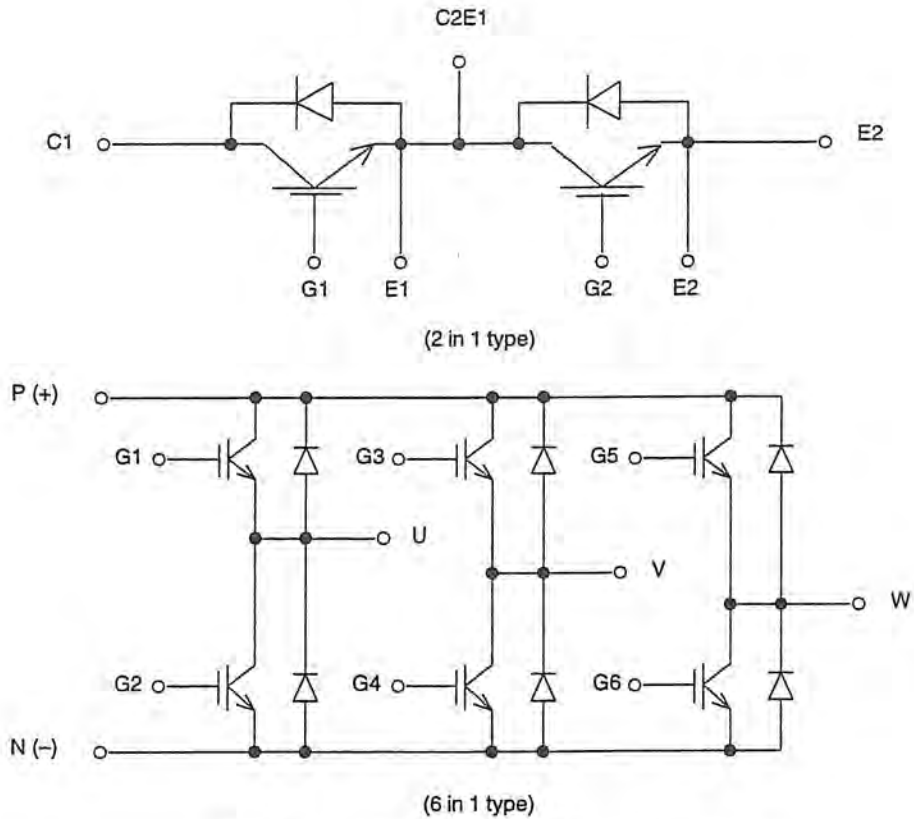 C2E1
C1
E2
G1
E1
G2
E2
(2 in 1 type)
P (+)
G1
G3
G5
U
V
W
G2
G4
G6
N (–)
(6 in 1 type)